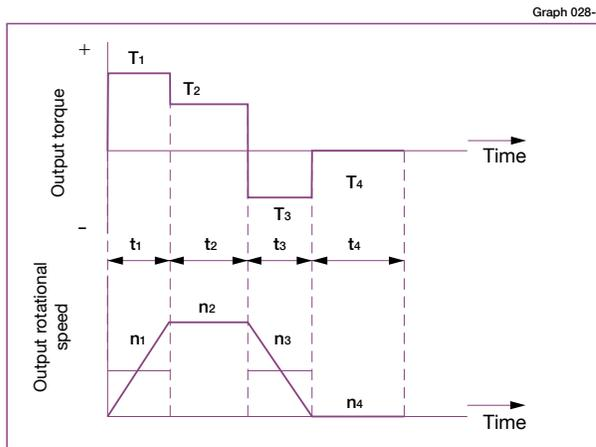 Graph 028-
+
T1
T2
Output torque
Time
T4
T3
-
t1 t2 t3 t4
Output rotational
speed
n2
n1 n3
n4
Time